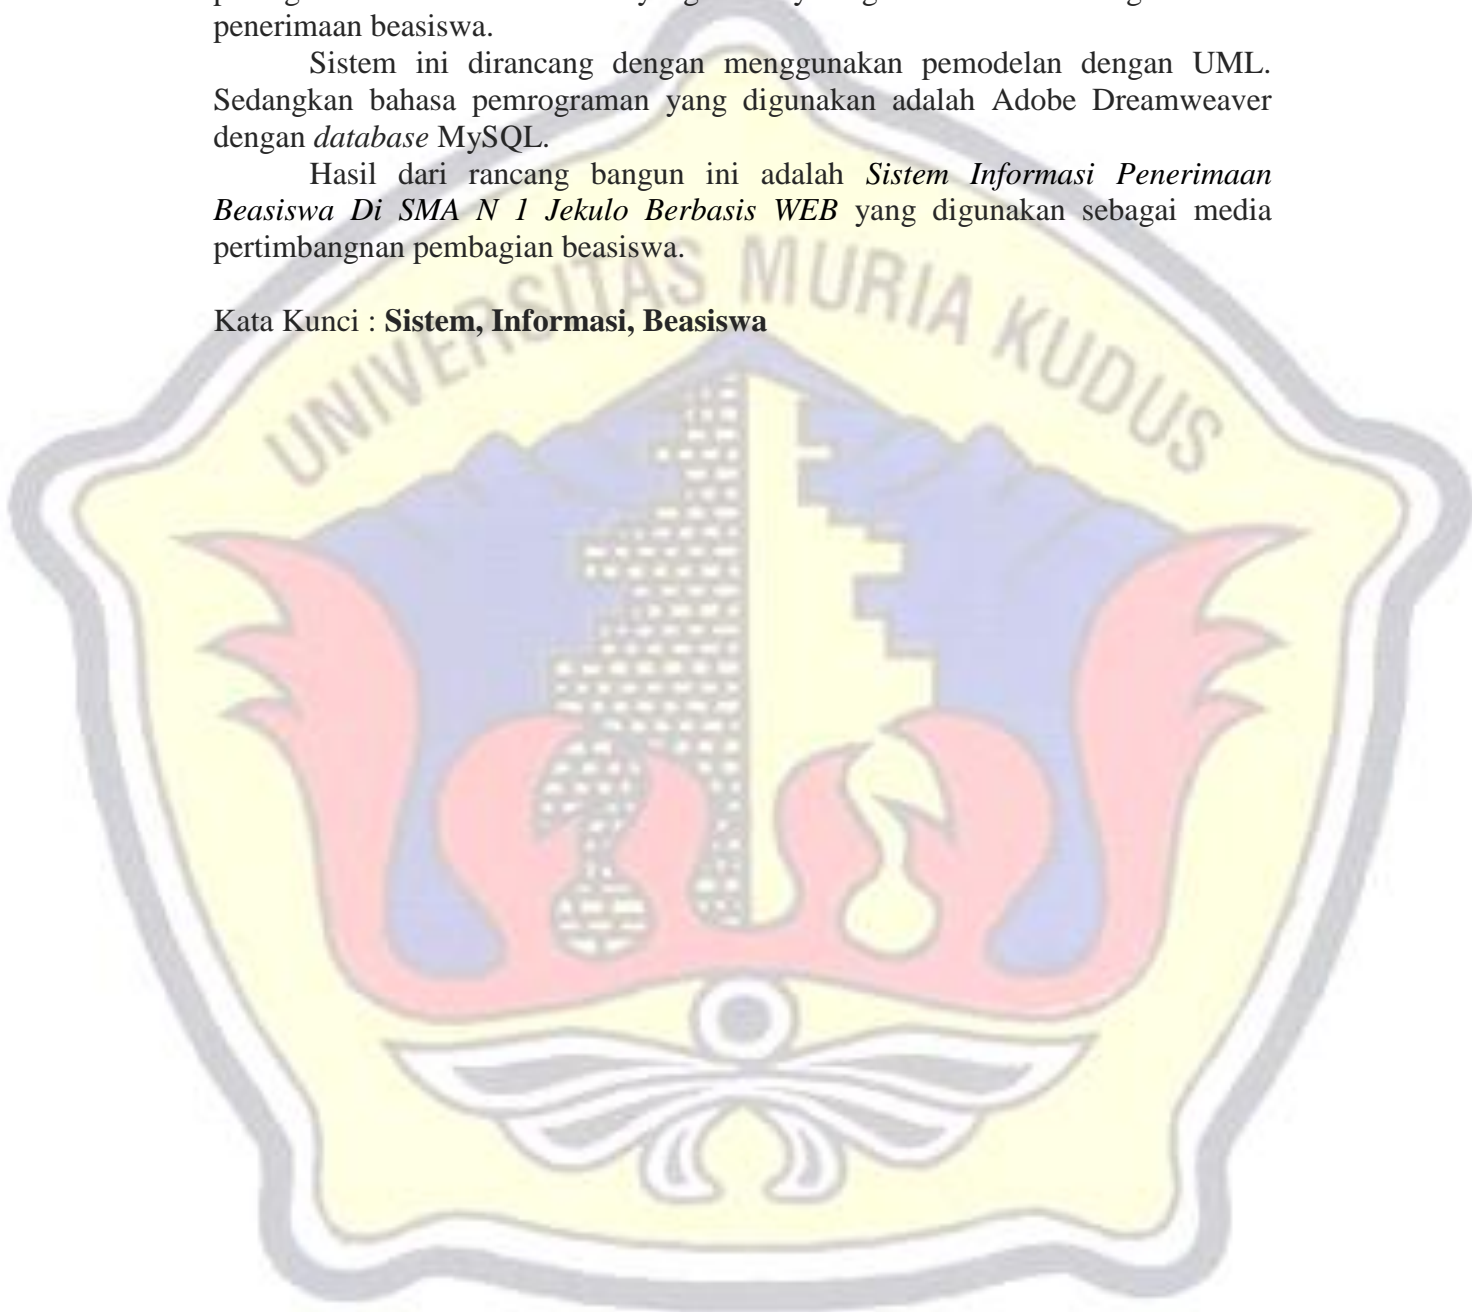 penerimaan beasiswa.
Sistem ini dirancang dengan menggunakan pemodelan dengan UML.
Sedangkan bahasa pemrograman yang digunakan adalah Adobe Dreamweaver
dengan database MySQL.
Hasil dari rancang bangun ini adalah Sistem Informasi Penerimaan
Beasiswa Di SMA N 1 Jekulo Berbasis WEB yang digunakan sebagai media
pertimbangnan pembagian beasiswa.
Kata Kunci : Sistem, Informasi, Beasiswa
UNIVERSITAS MURIA KUDUS